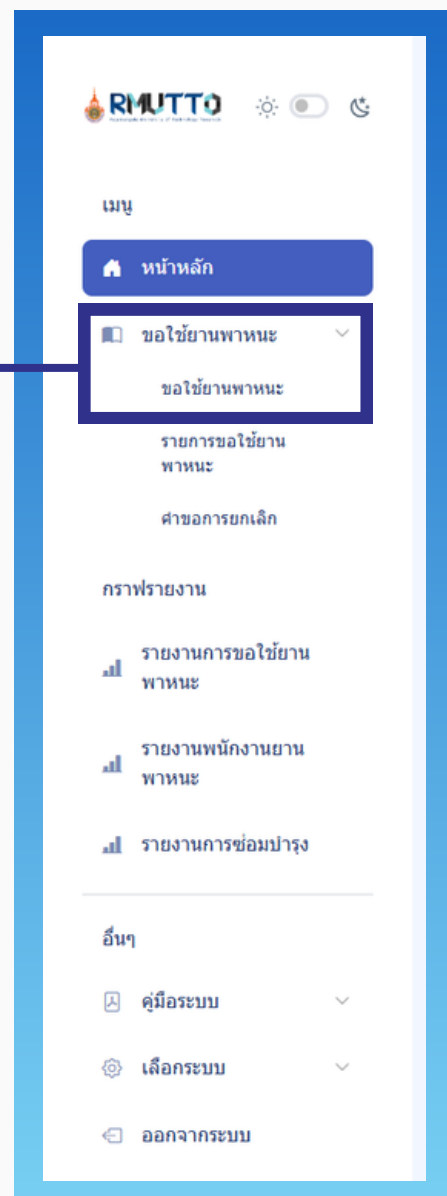 RMUTTO
เมนู
หน้าหลัก
ขอใช้ยานพาหนะ
ขอใช้ยานพาหนะ
รายการขอใช้ยาน
พาหนะ
คำขอการยกเลิก
กราฟรายงาน
รายงานการขอใช้ยาน
พาหนะ
รายงานพนักงานยาน
พาหนะ
รายงานการซ่อมบำรุง
อื่นๆ
คู่มือระบบ
เลือกระบบ
ออกจากระบบ